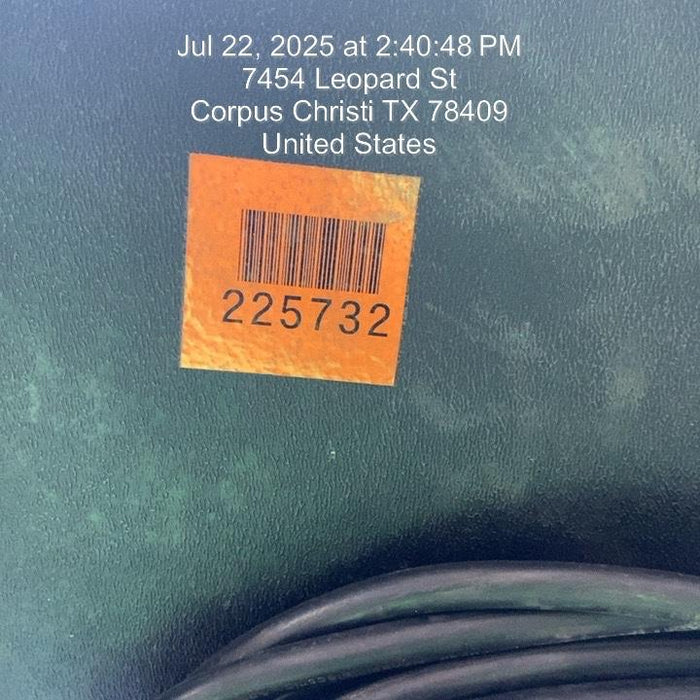 Jul 22, 2025 at 2:40:48 PM
7454 Leopard St
Corpus Christi TX 78409
United States
225732